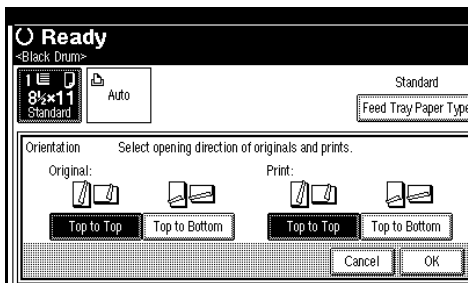 Ready
<Black Drum>
1
8½×11
Standard
Auto
Standard
Feed Tray Paper Type
Orientation Select opening direction of originals and prints.
Original: Print:
Top to Top Top to Bottom Top to Top Top to Bottom
Cancel OK